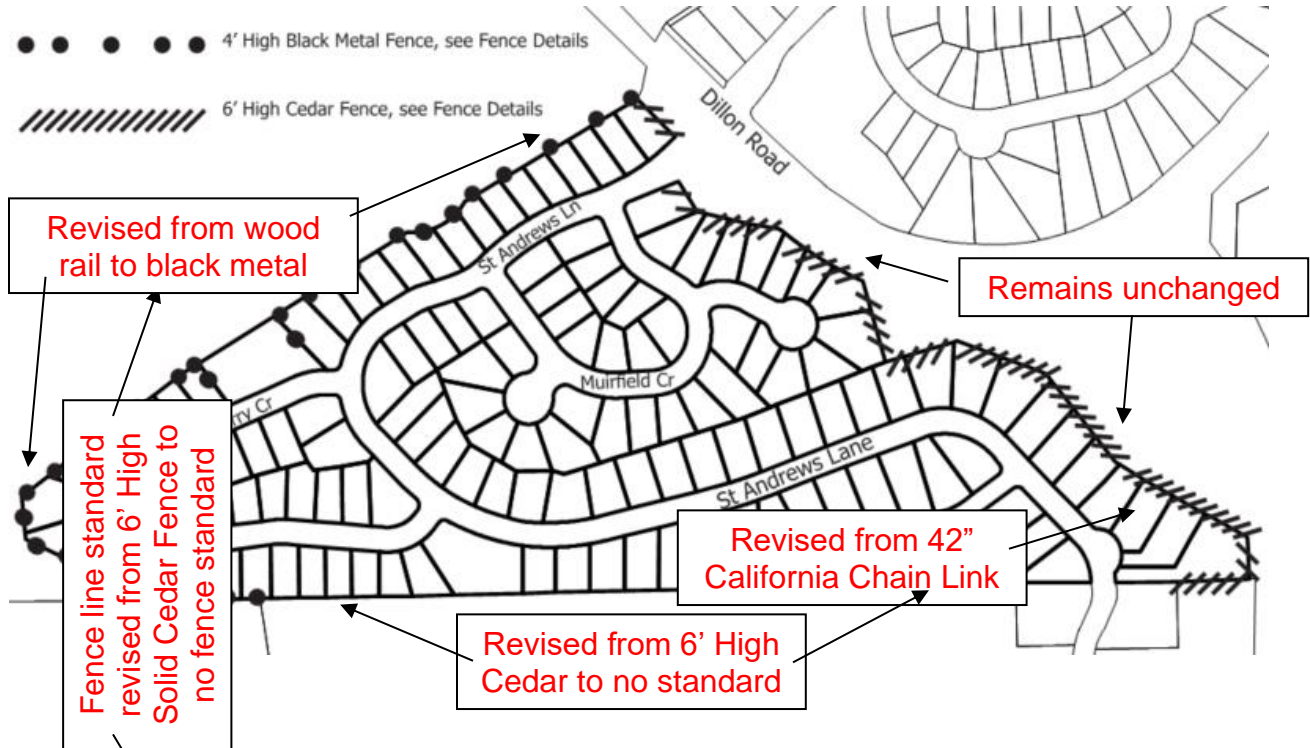 4' High Black Metal Fence, see Fence Details
6' High Cedar Fence, see Fence Details
Dillon Road
Revised from wood
rail to black metal
St Andrews Ln
Remains unchanged
Muirfield Cr
rry Cr
Fence line standard
revised from 6' High
Solid Cedar Fence to
no fence standard
St Andrews Lane
Revised from 42”
California Chain Link
Revised from 6’ High
Cedar to no standard